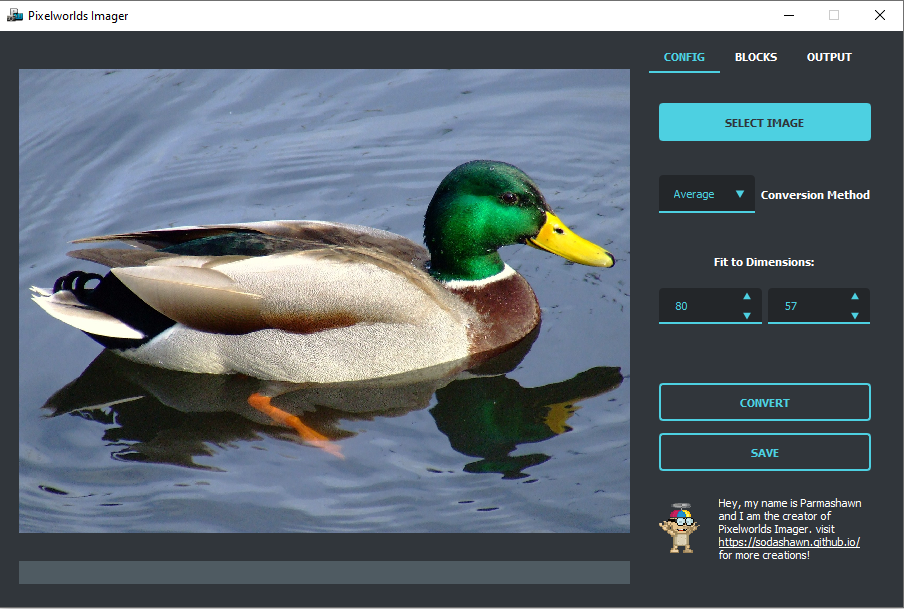 Pixelworlds Imager
CONFIG BLOCKS OUTPUT
SELECT IMAGE
Average Conversion Method
Fit to Dimensions:
80 57
CONVERT
SAVE
Hey, my name is Parmashawn
and I am the creator of
Pixelworlds Imager. visit
https://sodashawn.github.io/
for more creations!